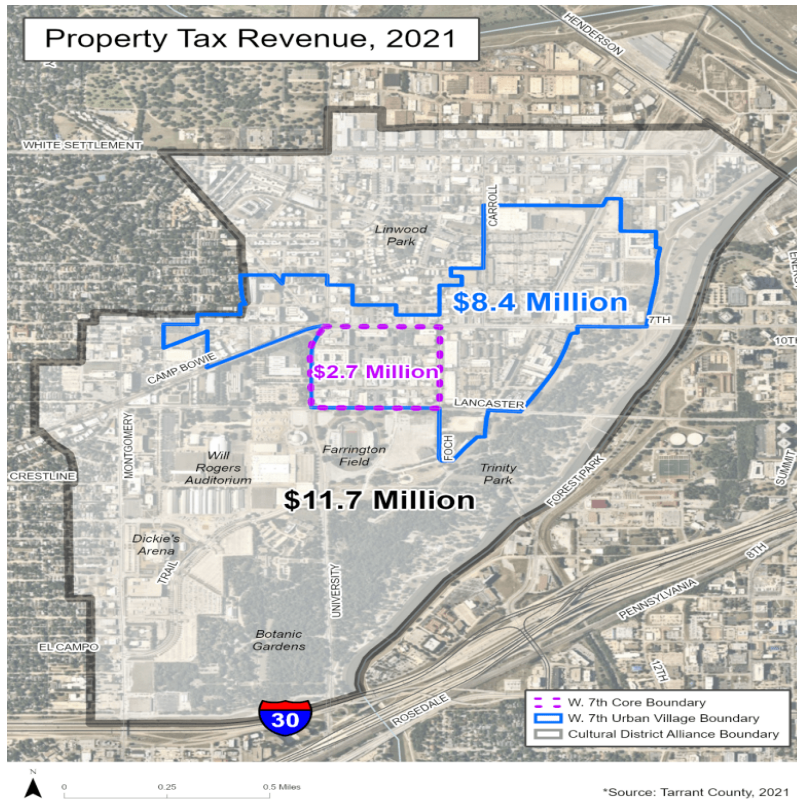 Property Tax Revenue, 2021
HENDERSON
WHITE SETTLEMENT
CARROLL
Linwood
Park
$8.4 Million
7TH
10TH
CAMP BOWIE
$2.7 Million
LANCASTER
MONTGOMERY
FOCH
Will
Rogers
Auditorium
Farrington
Field
Trinity
Park
CRESTLINE
SUMMIT
FOREST PARK
$11.7 Million
Dickie's
Arena
TRAIL
UNIVERSITY
8TH
PENNSYLVANIA
Botanic
Gardens
EL CAMPO
12TH
ROSEDALE
30
W. 7th Core Boundary
W. 7th Urban Village Boundary
Cultural District Alliance Boundary
N
0 0.25 0.5 Miles
*Source: Tarrant County, 2021